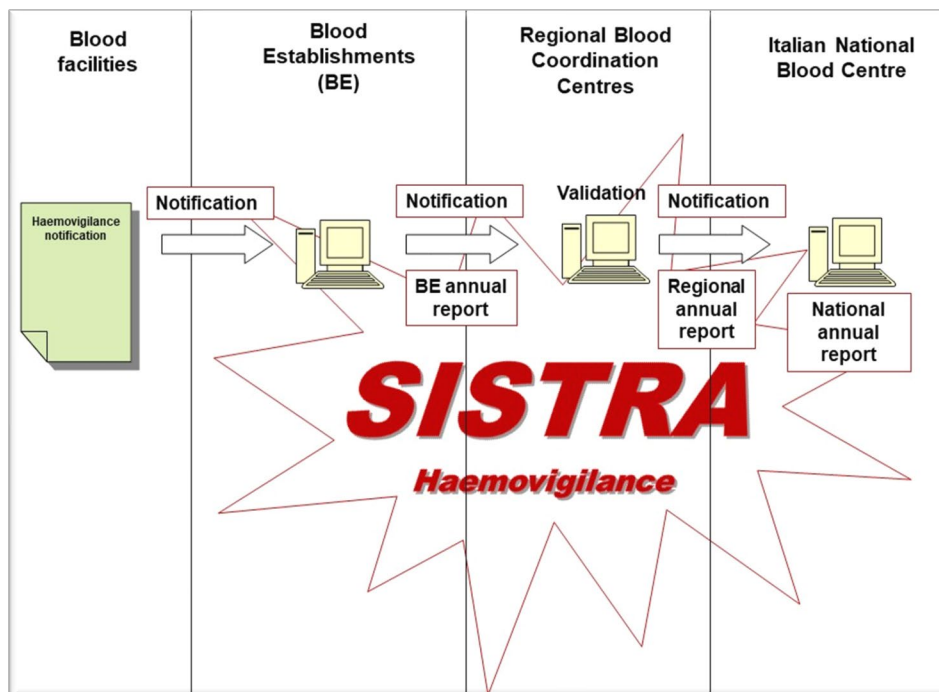 Blood
facilities
Blood
Establishments
(BE)
Regional Blood
Coordination
Centres
Italian National
Blood Centre
Haemovigilance
notification
Notification
Notification
BE annual
report
Validation
Notification
Regional
annual
report
National
annual
report
SISTRA
Haemovigilance